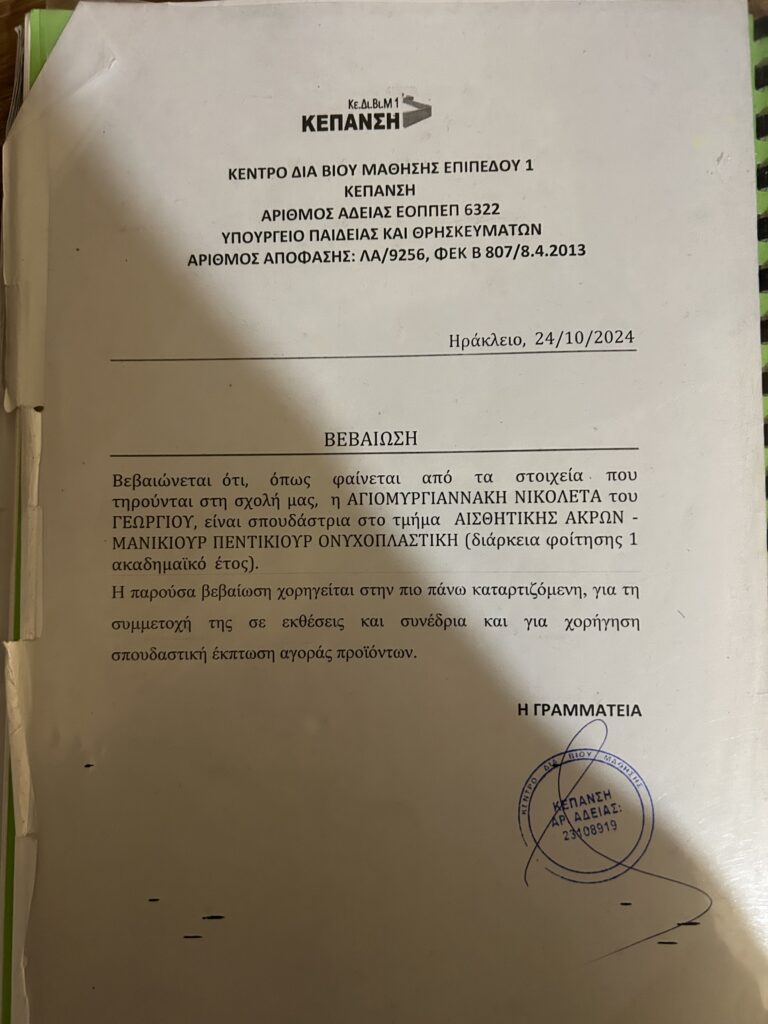 Κε.Δι.Βι.Μ 1
ΚΕΠΑΝΣΗ
ΚΕΝΤΡΟ ΔΙΑ ΒΙΟΥ ΜΑΘΗΣΗΣ ΕΠΙΠΕΔΟΥ 1
ΚΕΠΑΝΣΗ
ΑΡΙΘΜΟΣ ΑΔΕΙΑΣ ΕΟΠΠΕΠ 6322
ΥΠΟΥΡΓΕΙΟ ΠΑΙΔΕΙΑΣ ΚΑΙ ΘΡΗΣΚΕΥΜΑΤΩΝ
ΑΡΙΘΜΟΣ ΑΠΟΦΑΣΗΣ: ΛΑ/9256, ΦΕΚ Β 807/8.4.2013
Ηράκλειο, 24/10/2024
ΒΕΒΑΙΩΣΗ
Βεβαιώνεται ότι, όπως φαίνεται από τα στοιχεία που
τηρούνται στη σχολή μας, η ΑΓΙΟΜΥΡΓΙΑΝΝΑΚΗ ΝΙΚΟΛΕΤΑ του
ΓΕΩΡΓΙΟΥ, είναι σπουδάστρια στο τμήμα ΑΙΣΘΗΤΙΚΗΣ ΑΚΡΩΝ -
ΜΑΝΙΚΙΟΥΡ ΠΕΝΤΙΚΙΟΥΡ ΟΝΥΧΟΠΛΑΣΤΙΚΗ (διάρκεια φοίτησης 1
ακαδημαϊκό έτος).
Η παρούσα βεβαίωση χορηγείται στην πιο πάνω καταρτιζόμενη, για τη
συμμετοχή της σε εκθέσεις και συνέδρια και για χορήγηση
σπουδαστική έκπτωση αγοράς προϊόντων.
Η ΓΡΑΜΜΑΤΕΙΑ
ΚΕΝΤΡΟ ΔΙΑ ΒΙΟΥ ΜΑΘΗΣΗΣ
ΚΕΠΑΝΣΗ
ΑΡ. ΑΔΕΙΑΣ:
23108919